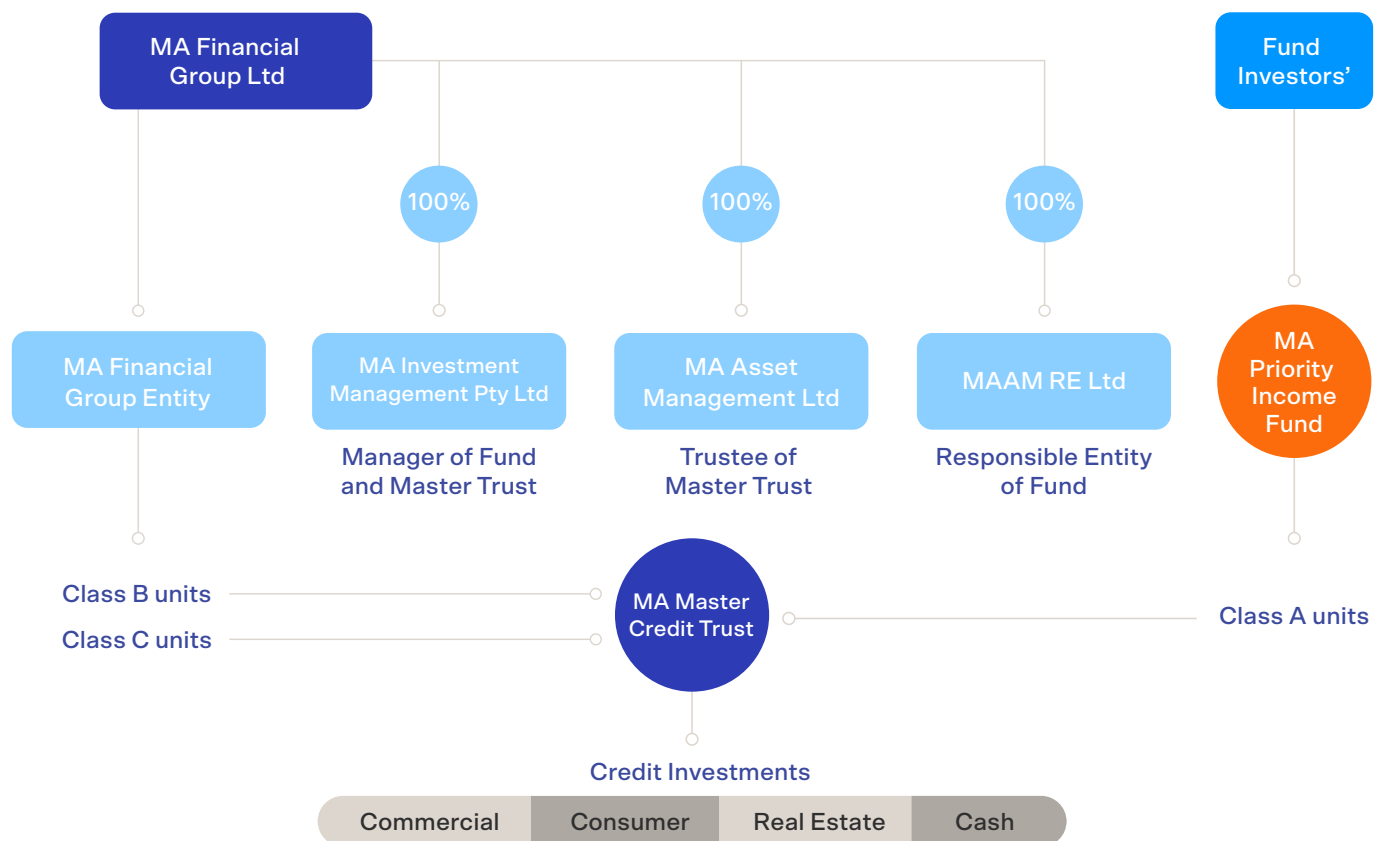 MA Financial
Group Ltd
Fund
Investors’
100%
100%
100%
MA Financial
Group Entity
MA Investment
Management Pty Ltd
MA Asset
Management Ltd
MAAM RE Ltd
MA
Priority
Income
Fund
Manager of Fund
and Master Trust
Trustee of
Master Trust
Responsible Entity
of Fund
Class B units
Class C units
MA Master
Credit Trust
Class A units
Credit Investments
Commercial
Consumer
Real Estate
Cash